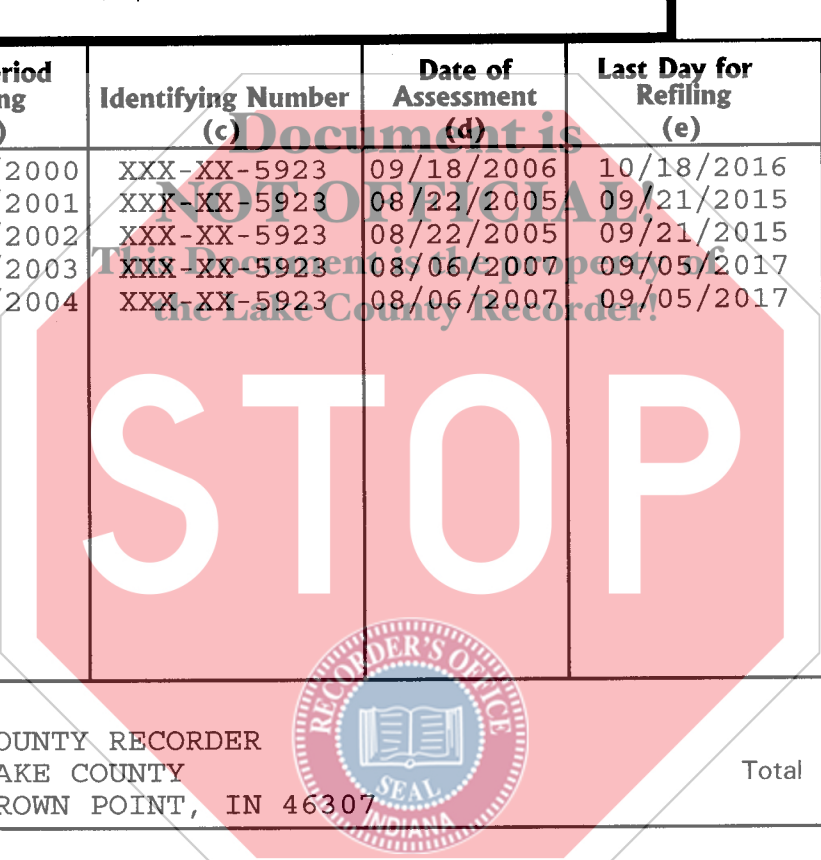 eriod Identifying Number Date of Last Day for
ng Assessment Refiling
) (c) (d) (e)
/2000 XXX-XX-5923 09/18/2006 10/18/2016
/2001 XXX-XX-5923 08/22/2005 09/21/2015
/2002 XXX-XX-5923 08/22/2005 09/21/2015
/2003 XXX-XX-5923 08/06/2007 09/05/2017
/2004 XXX-XX-5923 08/06/2007 09/05/2017
Document is
NOT OFFICIAL!
This Document is the property of
the Lake County Recorder!
STOP
RECORDER'S OFFICE
SEAL
INDIANA
OUNTY RECORDER
AKE COUNTY
ROWN POINT, IN 46307
Total